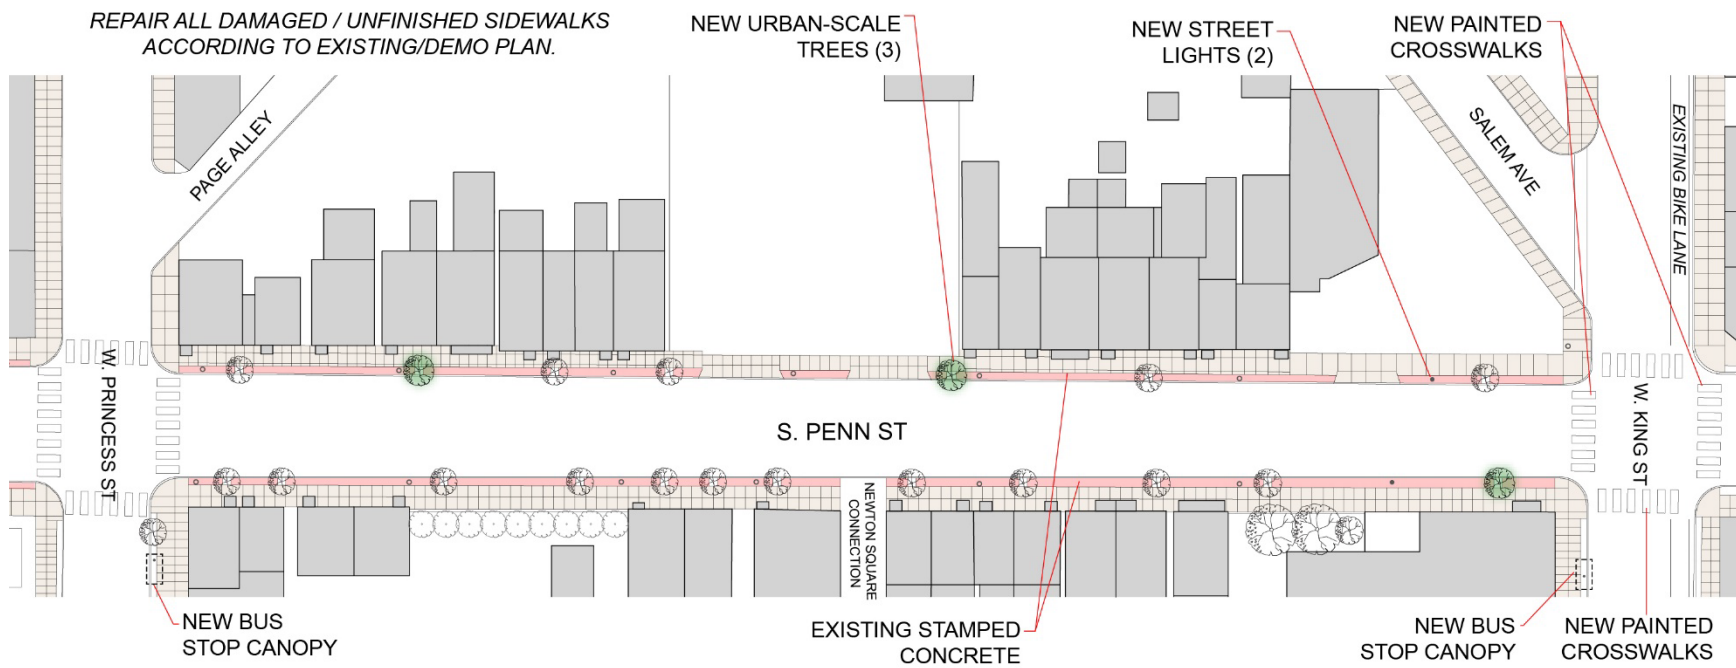 REPAIR ALL DAMAGED / UNFINISHED SIDEWALKS
ACCORDING TO EXISTING/DEMO PLAN.
NEW URBAN-SCALE
TREES (3)
NEW STREET
LIGHTS (2)
NEW PAINTED
CROSSWALKS
PAGE ALLEY
SALEM AVE
EXISTING BIKE LANE
W. PRINCESS ST
S. PENN ST
W. KING ST
NEWTON SQUARE
CONNECTION
NEW BUS
STOP CANOPY
EXISTING STAMPED
CONCRETE
NEW BUS
STOP CANOPY
NEW PAINTED
CROSSWALKS